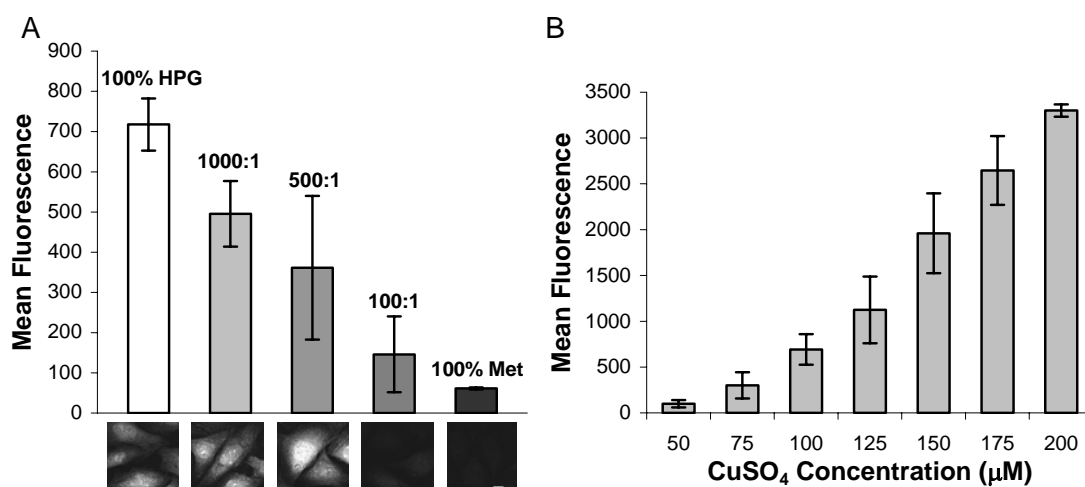 A
Mean Fluorescence
900
800
700
600
500
400
300
200
100
0
100% HPG
1000:1
500:1
100:1
100% Met
B
Mean Fluorescence
3500
3000
2500
2000
1500
1000
500
0
50 75 100 125 150 175 200
CuSO₄ Concentration (μM)